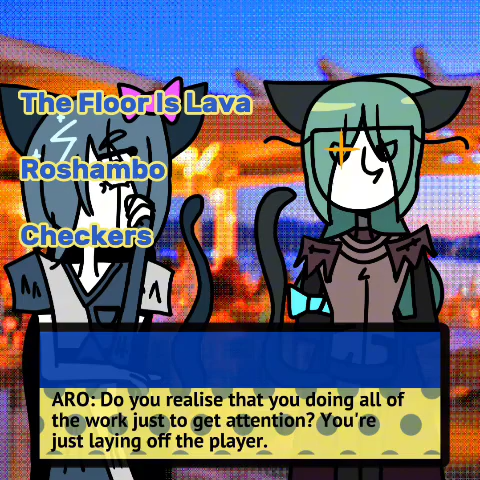 The Floor Is Lava
Roshambo
Checkers
ARO: Do you realise that you doing all of
the work just to get attention? You're
just laying off the player.